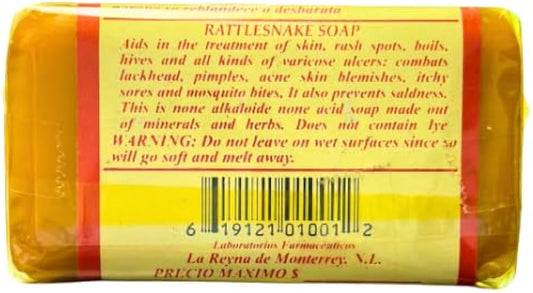 se reblandece o desbarata
RATTLESNAKE SOAP
Aids in the treatment of skin, rash spots, boils,
hives and all kinds of varicose ulcers: combats
lackhead, pimples, acne skin blemishes, itchy
sores and mosquito bites, It also prevents saldness.
This is none alkaloide none acid soap made out
of minerals and herbs. Does not contain lye
WARNING: Do not leave on wet surfaces since so
will go soft and melt away.
6 19121 01001 2
Laboratorios Farmacéuticos
La Reyna de Monterrey, N.L.
PRECIO MAXIMO $